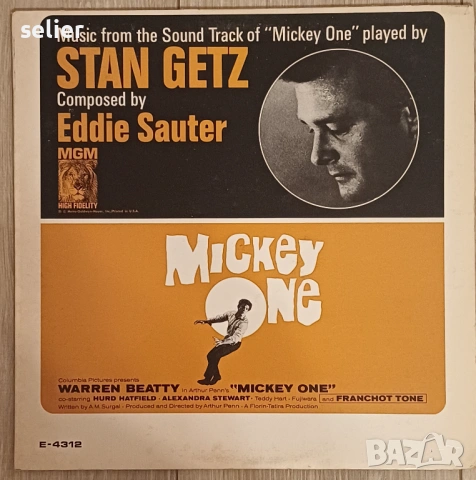 selier
Music from the Sound Track of "Mickey One" played by
STAN GETZ
Composed by
Eddie Sauter
MGM
HIGH FIDELITY
MICKEY
ONE
Columbia Pictures presents
WARREN BEATTY in Arthur Penn's "MICKEY ONE"
co-starring HURD HATFIELD · ALEXANDRA STEWART · Teddy Hart · Fujiwara and FRANCHOT TONE
Written by A.M. Surgal · Produced and Directed by Arthur Penn · A Florin-Tatira Production
E-4312
BAZAR
bg